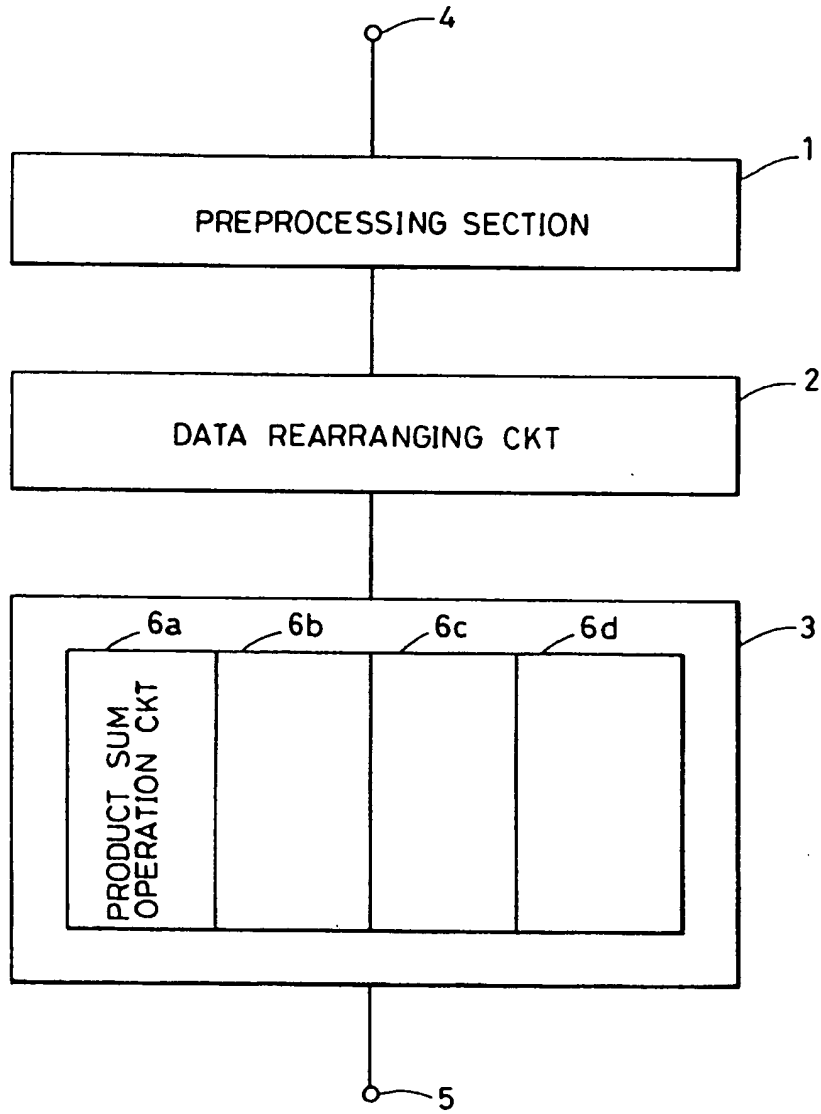 4
1
PREPROCESSING SECTION
2
DATA REARRANGING CKT
3
6a
6b
6c
6d
PRODUCT SUM
OPERATION CKT
5